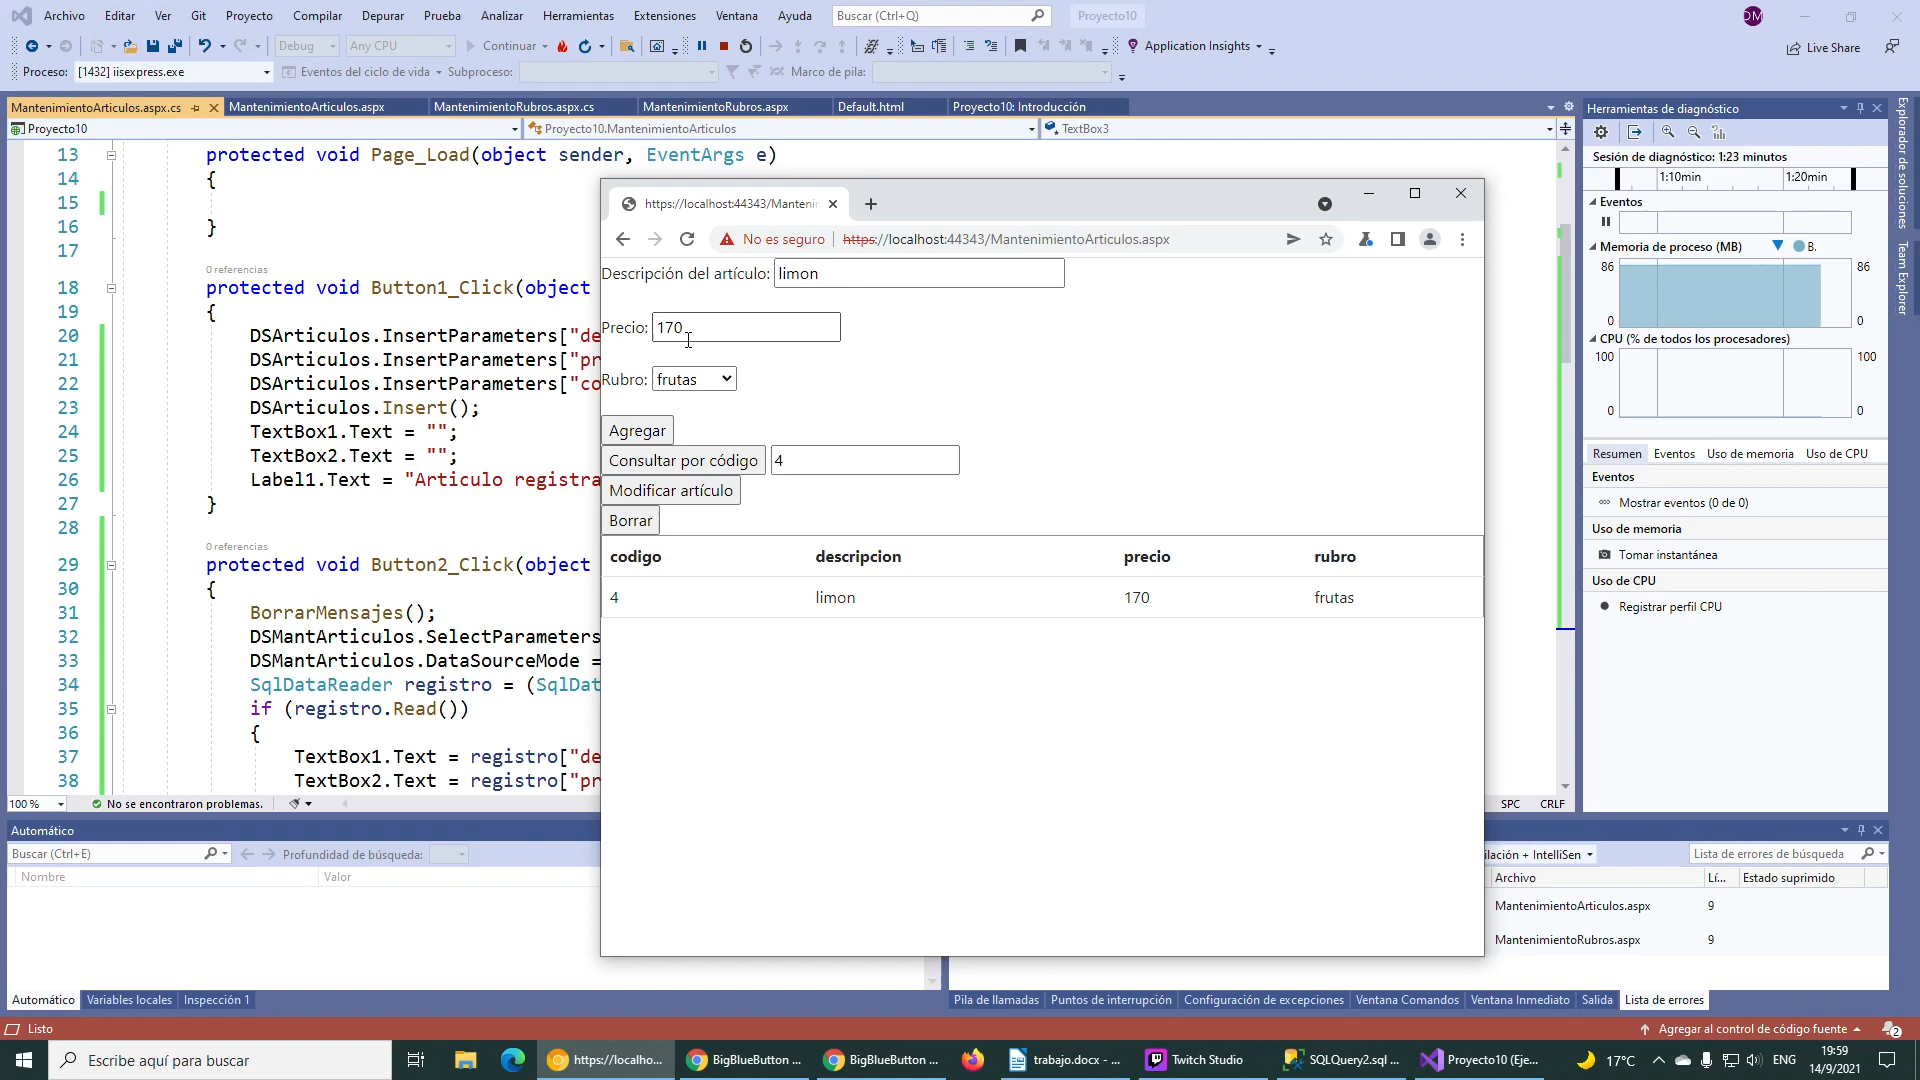 Archivo Editar Ver Git Proyecto Compilar Depurar Prueba Analizar Herramientas Extensiones Ventana Ayuda Buscar (Ctrl+Q) Proyecto10 DM
Debug Any CPU Continuar Application Insights Live Share
Proceso: [1432] iisexpress.exe Eventos del ciclo de vida Subproceso: Marco de pila:
MantenimientoArticulos.aspx.cs MantenimientoArticulos.aspx MantenimientoRubros.aspx.cs MantenimientoRubros.aspx Default.html Proyecto10: Introducción
Proyecto10 Proyecto10.MantenimientoArticulos TextBox3
13 protected void Page_Load(object sender, EventArgs e)
14 {
15
16 }
17
0 referencias
18 protected void Button1_Click(object
19 {
20 DSArticulos.InsertParameters["de
21 DSArticulos.InsertParameters["pr
22 DSArticulos.InsertParameters["co
23 DSArticulos.Insert();
24 TextBox1.Text = "";
25 TextBox2.Text = "";
26 Label1.Text = "Articulo registra
27 }
28
0 referencias
29 protected void Button2_Click(object
30 {
31 BorrarMensajes();
32 DSMantArticulos.SelectParameters
33 DSMantArticulos.DataSourceMode =
34 SqlDataReader registro = (SqlDat
35 if (registro.Read())
36 {
37 TextBox1.Text = registro["de
38 TextBox2.Text = registro["pr
100 % No se encontraron problemas. SPC CRLF
https://localhost:44343/Manteni
No es seguro https://localhost:44343/MantenimientoArticulos.aspx
Descripción del artículo: limon
Precio: 170
Rubro: frutas
Agregar
Consultar por código 4
Modificar artículo
Borrar
codigo descripcion precio rubro
4 limon 170 frutas
Herramientas de diagnóstico
Sesión de diagnóstico: 1:23 minutos
1:10min 1:20min
Eventos
Memoria de proceso (MB) B.
86 86
0 0
CPU (% de todos los procesadores)
100 100
0 0
Resumen Eventos Uso de memoria Uso de CPU
Eventos
Mostrar eventos (0 de 0)
Uso de memoria
Tomar instantánea
Uso de CPU
Registrar perfil CPU
Explorador de soluciones
Team Explorer
Automático
Buscar (Ctrl+E) Profundidad de búsqueda:
Nombre Valor
ilación + IntelliSen Lista de errores de búsqueda
Archivo Lí... Estado suprimido
MantenimientoArticulos.aspx 9
MantenimientoRubros.aspx 9
Automático Variables locales Inspección 1
Pila de llamadas Puntos de interrupción Configuración de excepciones Ventana Comandos Ventana Inmediato Salida Lista de errores
Listo Agregar al control de código fuente 2
Escribe aquí para buscar https://localho... BigBlueButton ... BigBlueButton ... trabajo.docx - ... Twitch Studio SQLQuery2.sql ... Proyecto10 (Eje... 17°C ENG 19:59
14/9/2021